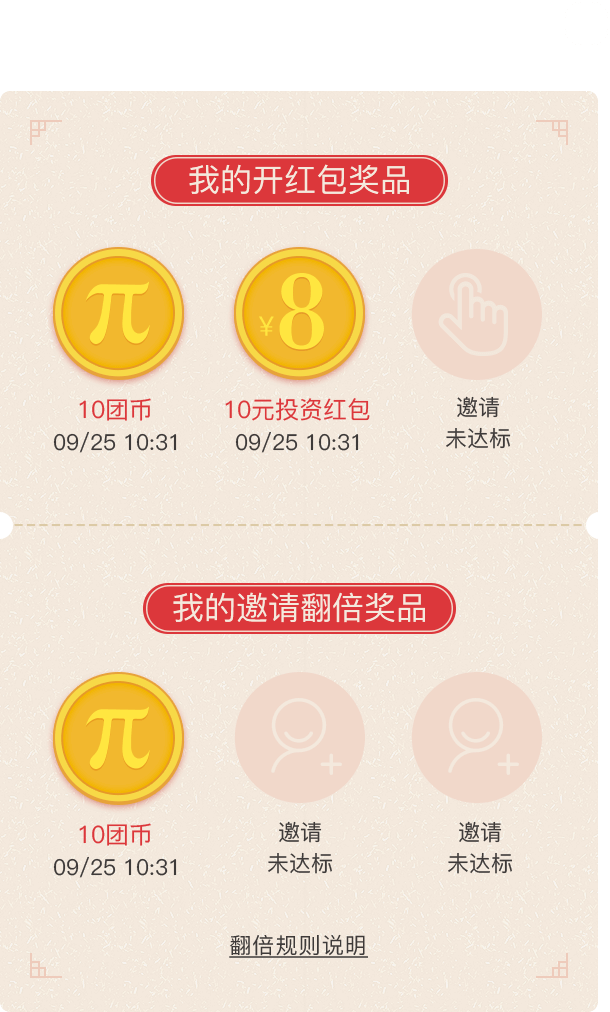 我的开红包奖品
π
¥8
10团币
10元投资红包
邀请
09/25 10:31
09/25 10:31
未达标
我的邀请翻倍奖品
π
10团币
邀请
邀请
09/25 10:31
未达标
未达标
翻倍规则说明